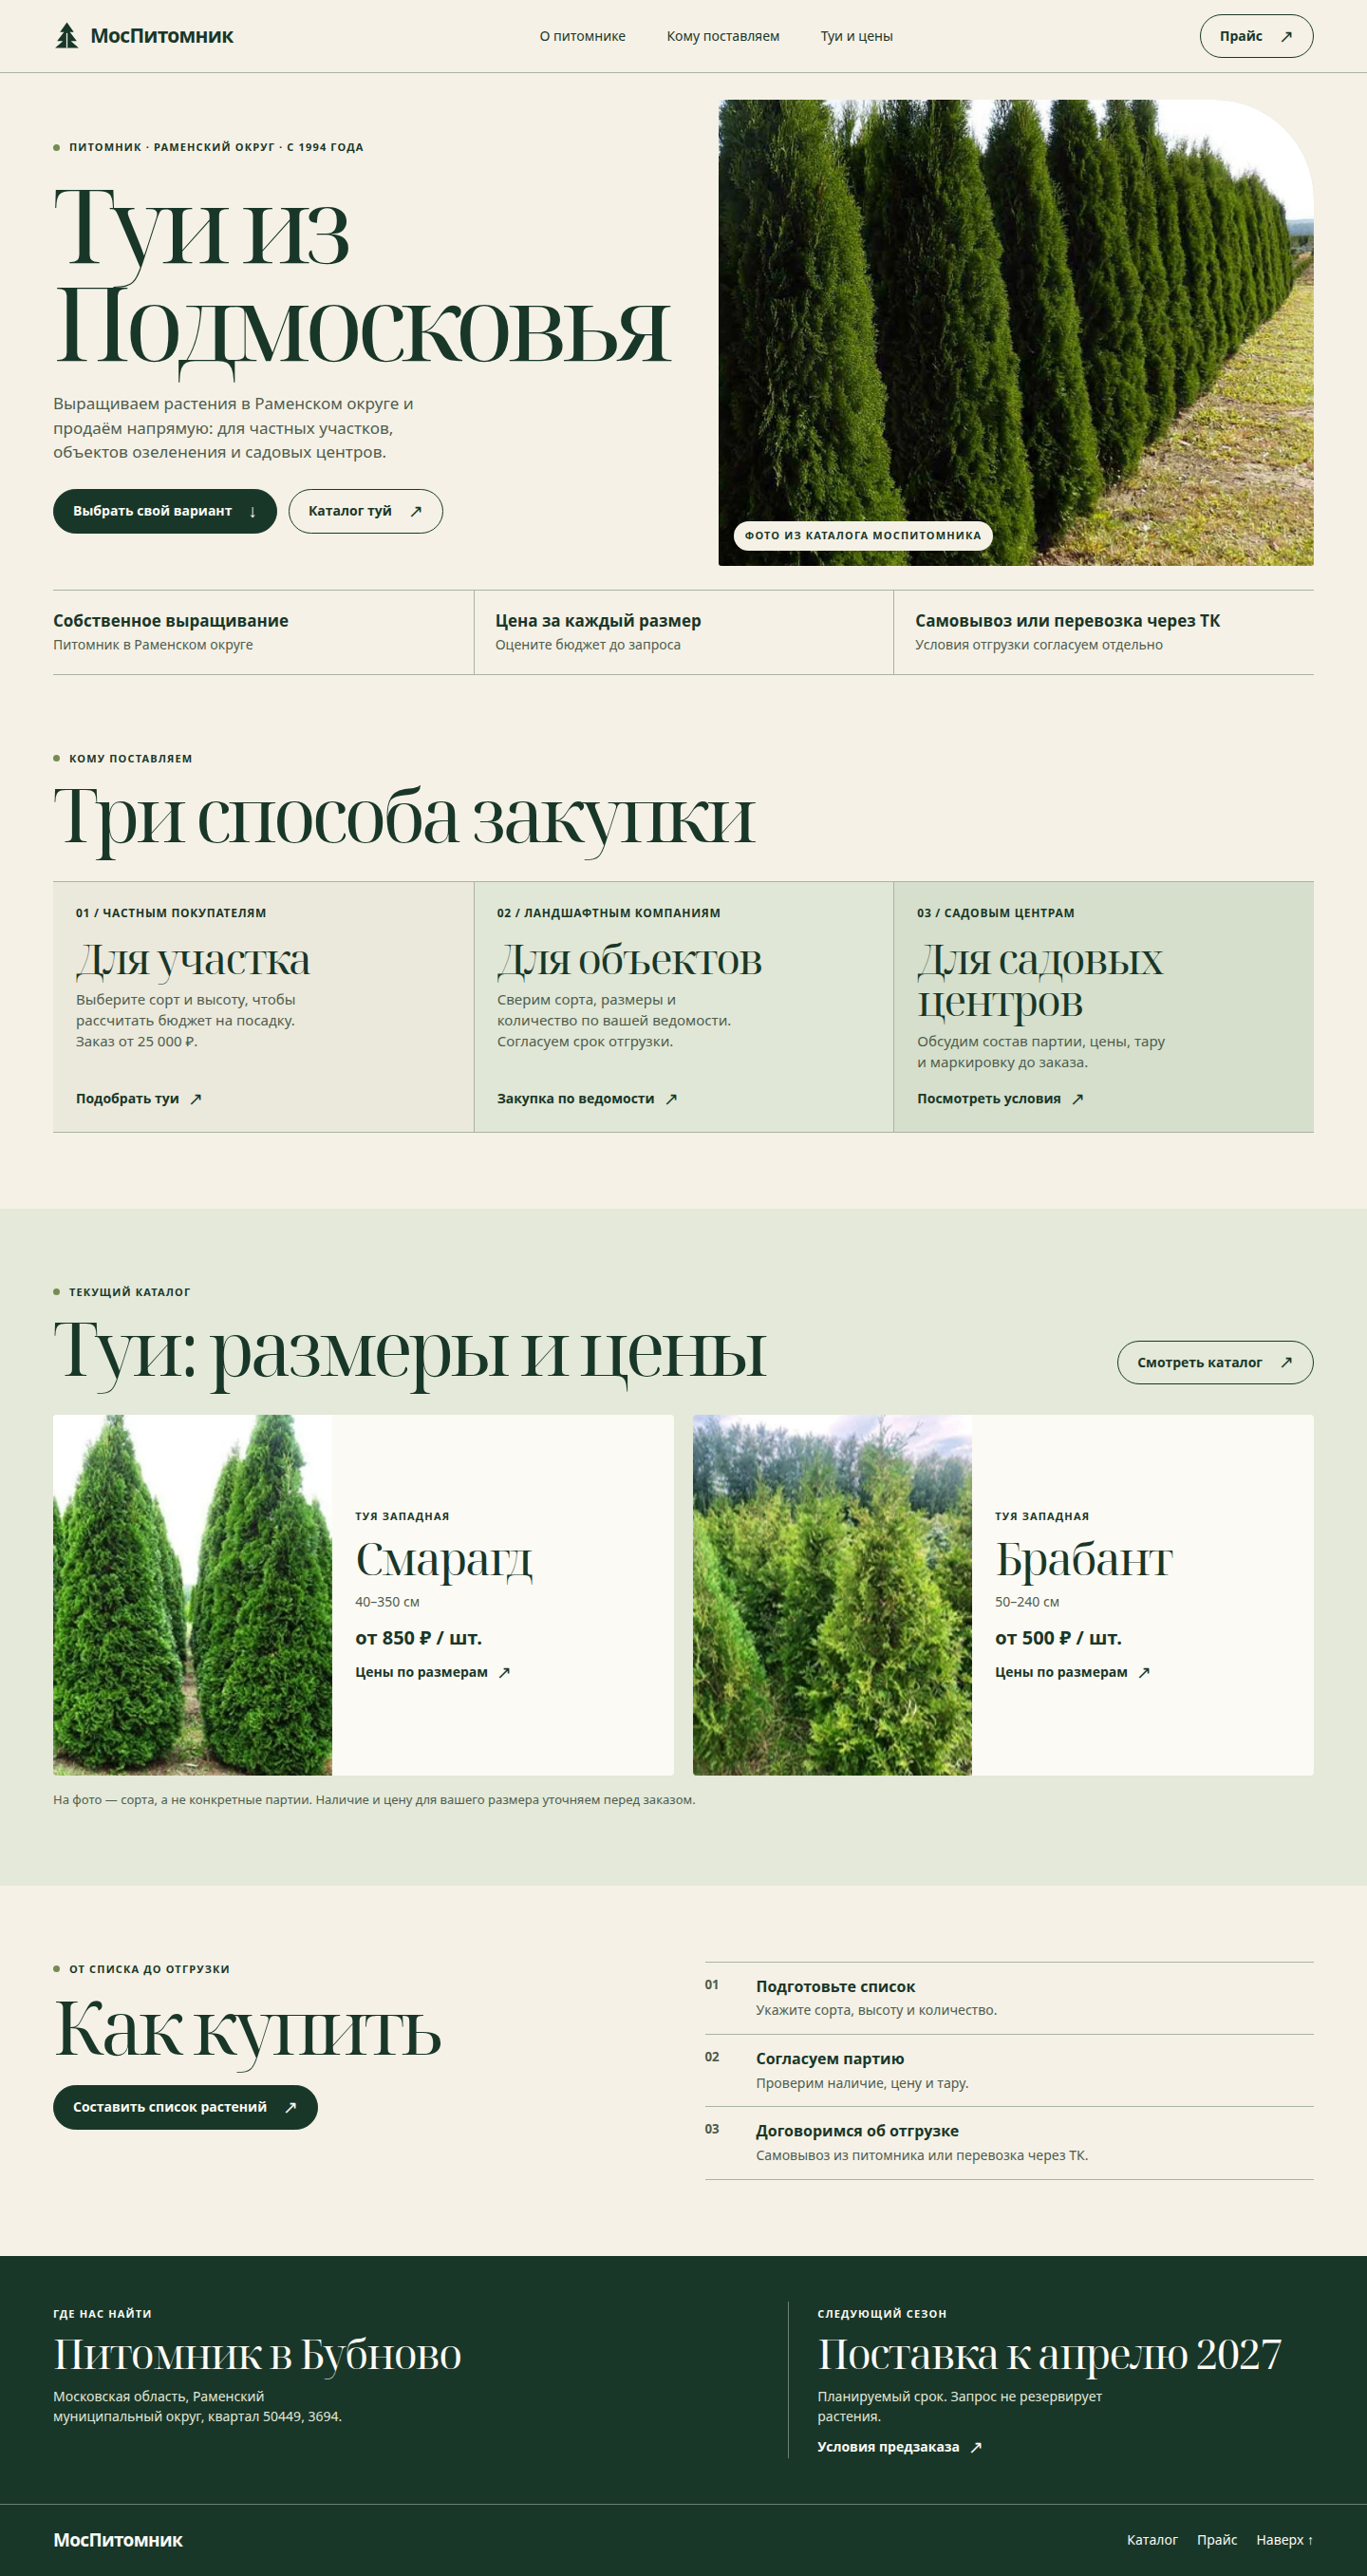 МосПитомник
О питомнике
Кому поставляем
Туи и цены
Прайс ↗
ПИТОМНИК · РАМЕНСКИЙ ОКРУГ · С 1994 ГОДА
Туи из
Подмосковья
Выращиваем растения в Раменском округе и
продаём напрямую: для частных участков,
объектов озеленения и садовых центров.
Выбрать свой вариант ↓
Каталог туй ↗
ФОТО ИЗ КАТАЛОГА МОСПИТОМНИКА
Собственное выращивание
Питомник в Раменском округе
Цена за каждый размер
Оцените бюджет до запроса
Самовывоз или перевозка через ТК
Условия отгрузки согласуем отдельно
КОМУ ПОСТАВЛЯЕМ
Три способа закупки
01 / ЧАСТНЫМ ПОКУПАТЕЛЯМ
Для участка
Выберите сорт и высоту, чтобы
рассчитать бюджет на посадку.
Заказ от 25 000 ₽.
Подобрать туи ↗
02 / ЛАНДШАФТНЫМ КОМПАНИЯМ
Для объектов
Сверим сорта, размеры и
количество по вашей ведомости.
Согласуем срок отгрузки.
Закупка по ведомости ↗
03 / САДОВЫМ ЦЕНТРАМ
Для садовых
центров
Обсудим состав партии, цены, тару
и маркировку до заказа.
Посмотреть условия ↗
ТЕКУЩИЙ КАТАЛОГ
Туи: размеры и цены
Смотреть каталог ↗
ТУЯ ЗАПАДНАЯ
Смарагд
40–350 см
от 850 ₽ / шт.
Цены по размерам ↗
ТУЯ ЗАПАДНАЯ
Брабант
50–240 см
от 500 ₽ / шт.
Цены по размерам ↗
На фото — сорта, а не конкретные партии. Наличие и цену для вашего размера уточняем перед заказом.
ОТ СПИСКА ДО ОТГРУЗКИ
Как купить
Составить список растений ↗
01
Подготовьте список
Укажите сорта, высоту и количество.
02
Согласуем партию
Проверим наличие, цену и тару.
03
Договоримся об отгрузке
Самовывоз из питомника или перевозка через ТК.
ГДЕ НАС НАЙТИ
Питомник в Бубново
Московская область, Раменский
муниципальный округ, квартал 50449, 3694.
СЛЕДУЮЩИЙ СЕЗОН
Поставка к апрелю 2027
Планируемый срок. Запрос не резервирует
растения.
Условия предзаказа ↗
МосПитомник
Каталог
Прайс
Наверх ↑